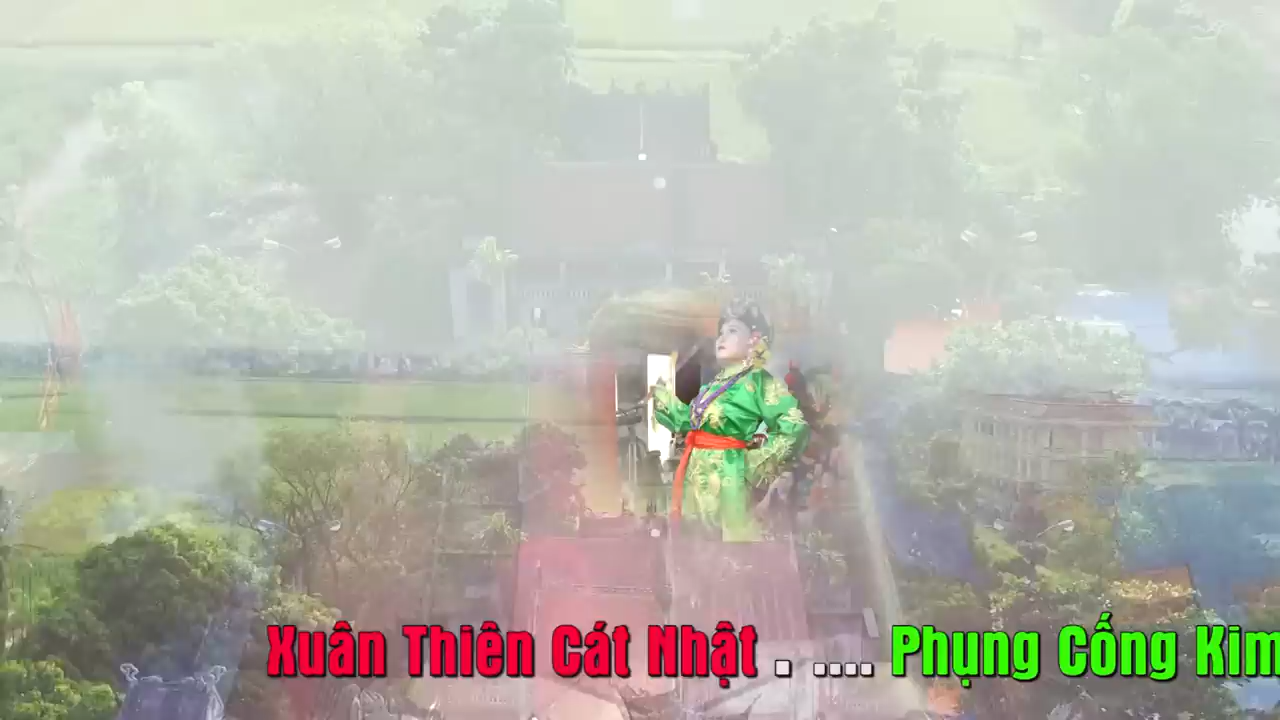 Xuân Thiên Cát Nhật . .... Phụng Cống Kim